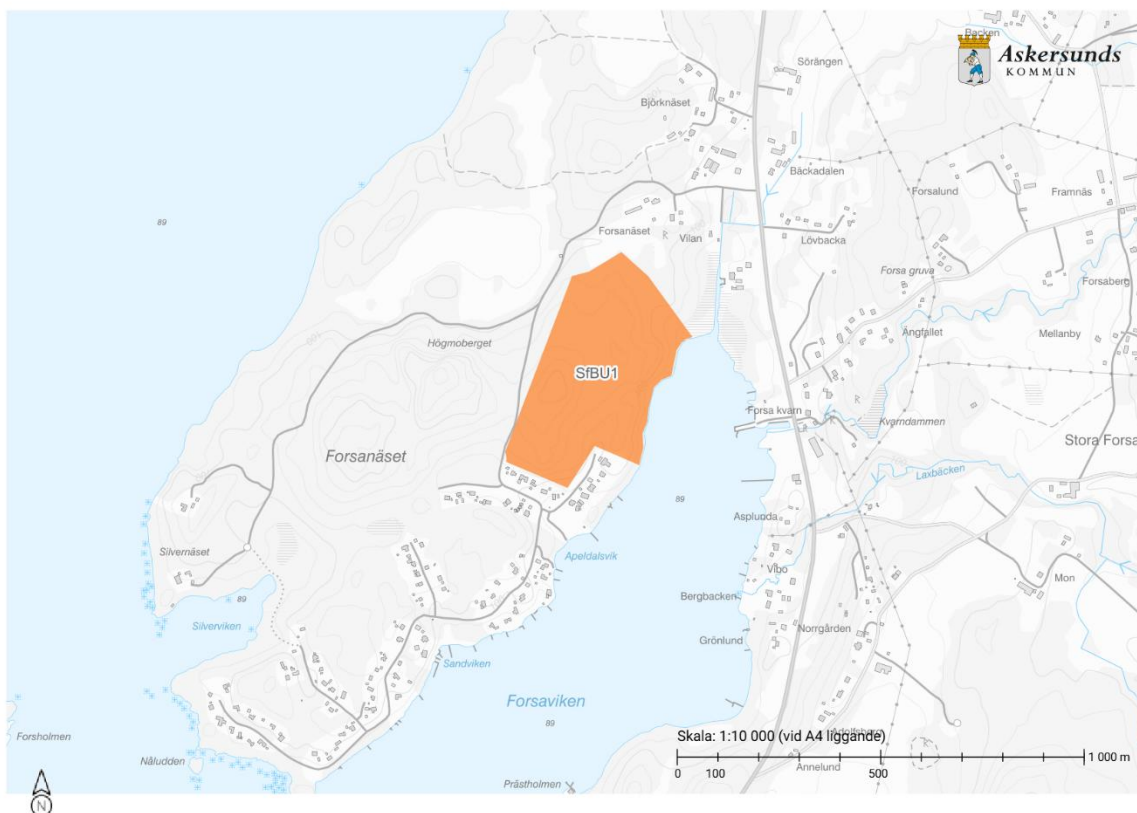 Backen
Askersunds
KOMMUN
Sörängen
Björknäset
Bäckadalen
Forsalund
Framnäs
89
Forsanäset
Vilan
Lövbacka
Forsa gruva
Forsaberg
Ängfallet
Mellanby
Högmoberget
SfBU1
Forsa kvarn
Kvarndammen
Stora Forsa
Forsanäset
Laxbäcken
89
Asplunda
Silvernäset
Apeldalsvik
Vibo
Mon
89
Bergbacken
Silverviken
Norrgården
Grönlund
Sandviken
Forsaviken
89
Adolfsberg
Skala: 1:10 000 (vid A4 liggande)
Forsholmen
1 000 m
Nåludden
Annelund
0 100 500
Prästholmen
N